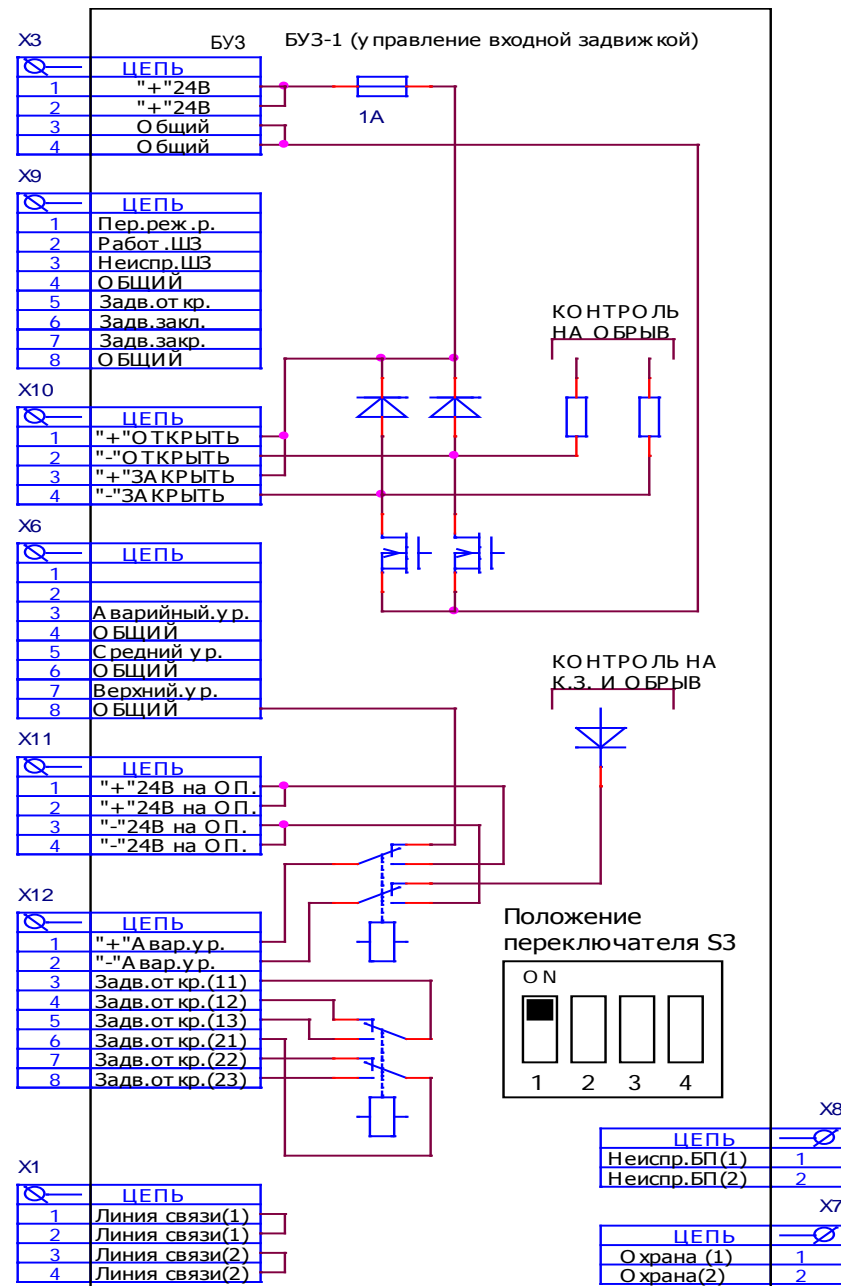 X3
БУЗ
БУЗ-1 (управление входной задвижкой)
ЦЕПЬ
1 "+"24В
2 "+"24В
3 Общий
4 Общий
1А
X9
ЦЕПЬ
1 Пер.реж.р.
2 Работ.ШЗ
3 Неиспр.ШЗ
4 ОБЩИЙ
5 Задв.откр.
6 Задв.закл.
7 Задв.закр.
8 ОБЩИЙ
КОНТРОЛЬ
НА ОБРЫВ
X10
ЦЕПЬ
1 "+"ОТКРЫТЬ
2 "-"ОТКРЫТЬ
3 "+"ЗАКРЫТЬ
4 "-"ЗАКРЫТЬ
X6
ЦЕПЬ
1
2
3 Аварийный.ур.
4 ОБЩИЙ
5 Средний ур.
6 ОБЩИЙ
7 Верхний.ур.
8 ОБЩИЙ
КОНТРОЛЬ НА
К.З. И ОБРЫВ
X11
ЦЕПЬ
1 "+"24В на ОП.
2 "+"24В на ОП.
3 "-"24В на ОП.
4 "-"24В на ОП.
X12
ЦЕПЬ
1 "+"Авар.ур.
2 "-"Авар.ур.
3 Задв.откр.(11)
4 Задв.откр.(12)
5 Задв.откр.(13)
6 Задв.откр.(21)
7 Задв.откр.(22)
8 Задв.откр.(23)
Положение
переключателя S3
ON
1 2 3 4
X1
ЦЕПЬ
1 Линия связи(1)
2 Линия связи(1)
3 Линия связи(2)
4 Линия связи(2)
X8
ЦЕПЬ
Неиспр.БП(1) 1
Неиспр.БП(2) 2
X7
ЦЕПЬ
Охрана (1) 1
Охрана(2) 2